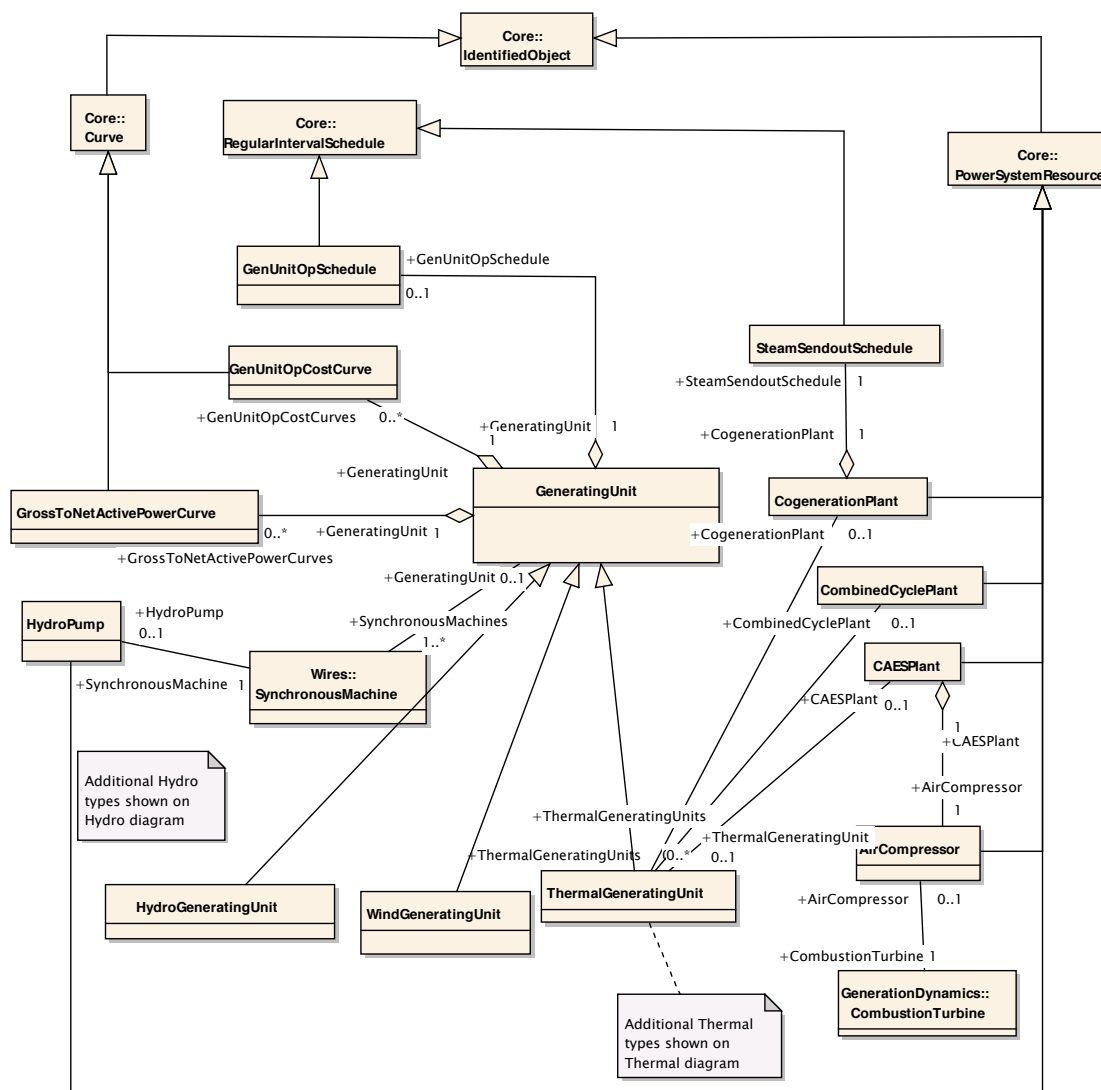 Core::
IdentifiedObject
Core::
Curve
Core::
RegularIntervalSchedule
Core::
PowerSystemResource
GenUnitOpSchedule
+GenUnitOpSchedule
0..1
SteamSendoutSchedule
+SteamSendoutSchedule 1
GenUnitOpCostCurve
+GenUnitOpCostCurves 0..*
+GeneratingUnit 1
1
+CogenerationPlant 1
+GeneratingUnit
GeneratingUnit
CogenerationPlant
GrossToNetActivePowerCurve
0..* +GeneratingUnit 1
+GrossToNetActivePowerCurves
+CogenerationPlant 0..1
+GeneratingUnit 0..1
CombinedCyclePlant
HydroPump
+HydroPump
0..1
+SynchronousMachines
1..*
+CombinedCyclePlant 0..1
CAESPlant
+SynchronousMachine 1
Wires::
SynchronousMachine
+CAESPlant 0..1
1
+CAESPlant
Additional Hydro
types shown on
Hydro diagram
+AirCompressor
1
+ThermalGeneratingUnits
+ThermalGeneratingUnit
+ThermalGeneratingUnits 0..* 0..1
AirCompressor
HydroGeneratingUnit
WindGeneratingUnit
ThermalGeneratingUnit
+AirCompressor 0..1
+CombustionTurbine 1
GenerationDynamics::
CombustionTurbine
Additional Thermal
types shown on
Thermal diagram